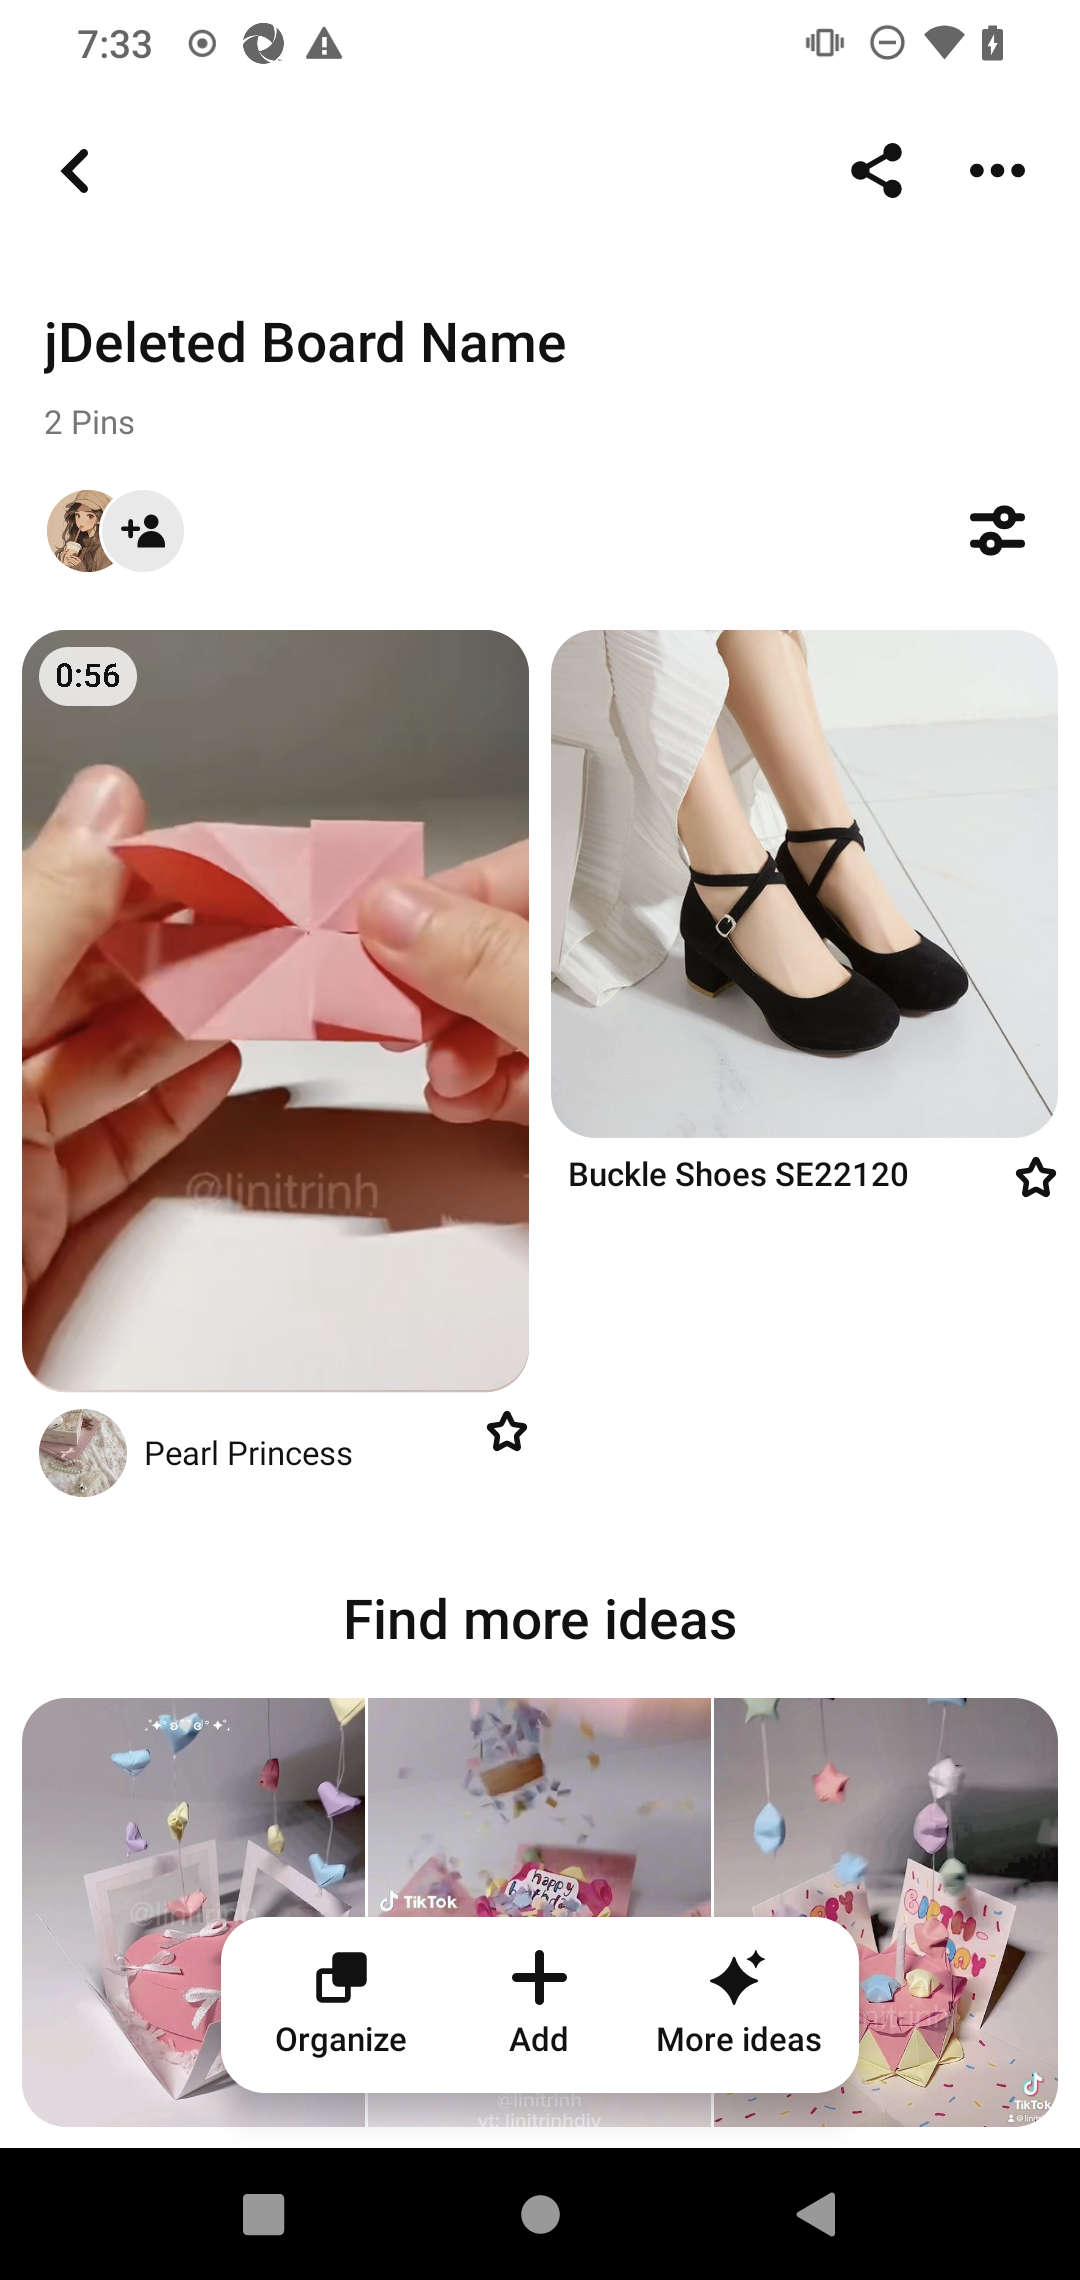 7:33
jDeleted Board Name
2 Pins
0:56
@linitrinh
Buckle Shoes SE22120
Pearl Princess
Find more ideas
happy
TikTok
Organize
Add
More ideas
@linitrinh
yt: linitrinhdiy
TikTok